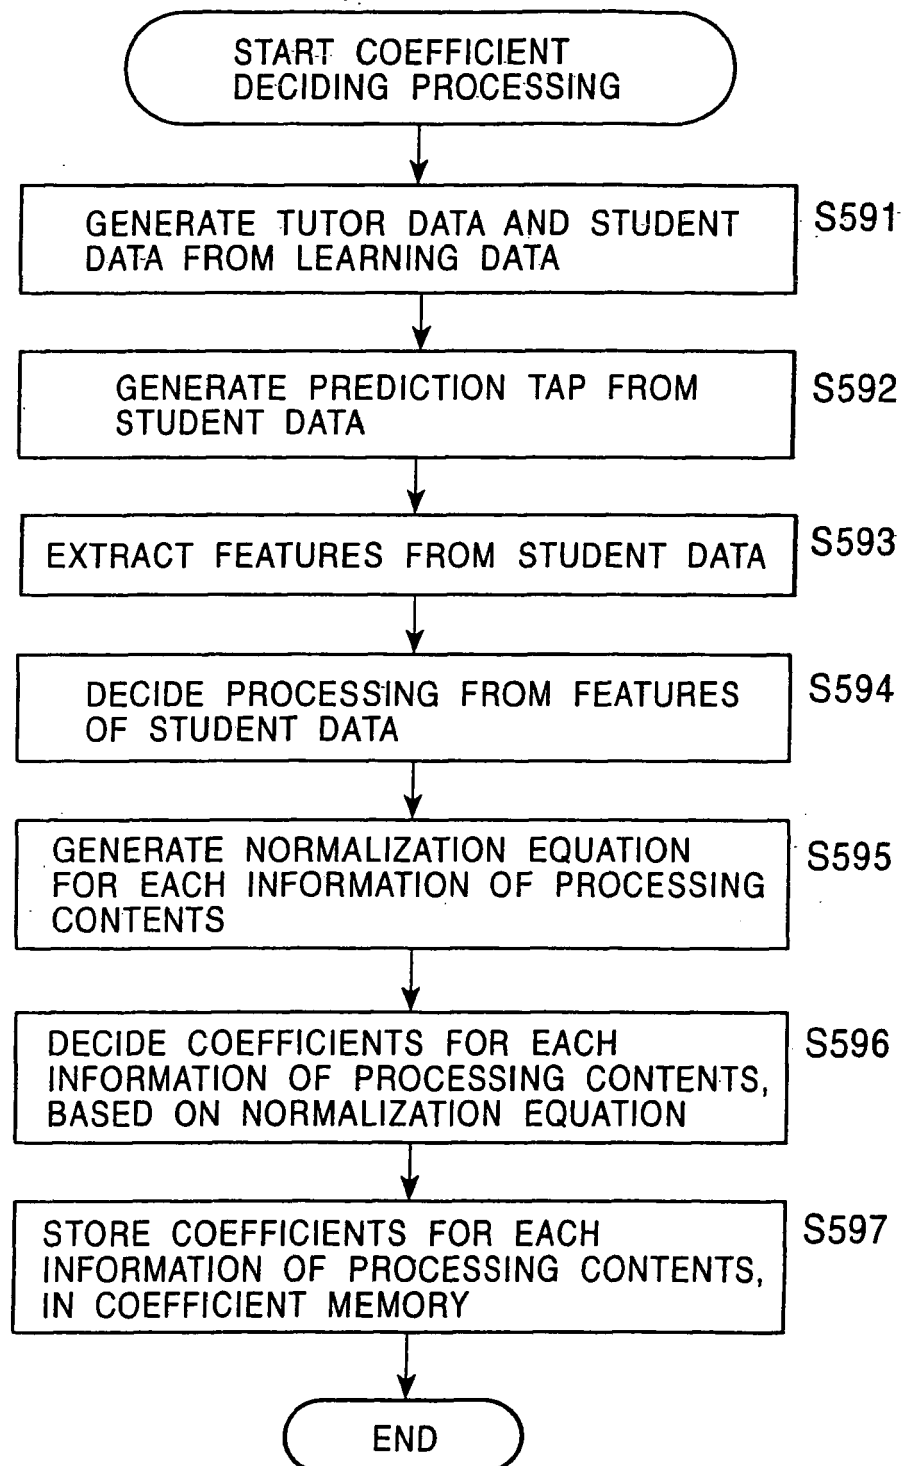 START COEFFICIENT
DECIDING PROCESSING
GENERATE TUTOR DATA AND STUDENT
DATA FROM LEARNING DATA
S591
GENERATE PREDICTION TAP FROM
STUDENT DATA
S592
EXTRACT FEATURES FROM STUDENT DATA
S593
DECIDE PROCESSING FROM FEATURES
OF STUDENT DATA
S594
GENERATE NORMALIZATION EQUATION
FOR EACH INFORMATION OF PROCESSING
CONTENTS
S595
DECIDE COEFFICIENTS FOR EACH
INFORMATION OF PROCESSING CONTENTS,
BASED ON NORMALIZATION EQUATION
S596
STORE COEFFICIENTS FOR EACH
INFORMATION OF PROCESSING CONTENTS,
IN COEFFICIENT MEMORY
S597
END